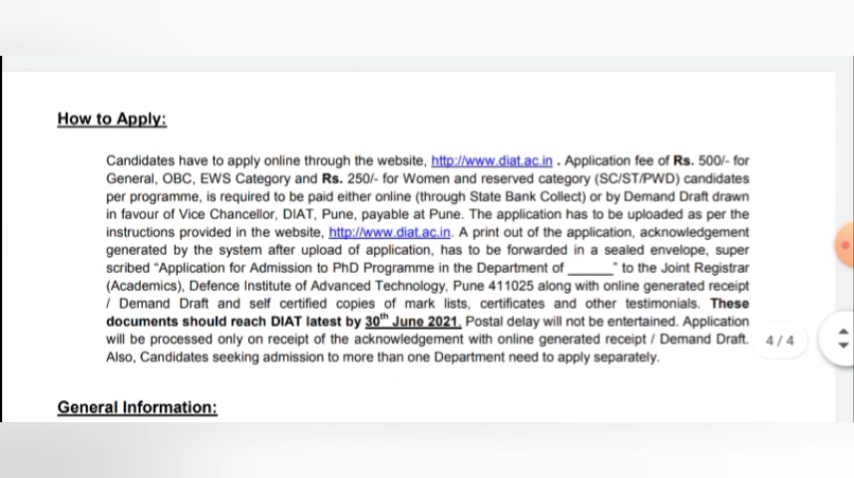 How to Apply:
Candidates have to apply online through the website, http://www.diat.ac.in . Application fee of Rs. 500/- for
General, OBC, EWS Category and Rs. 250/- for Women and reserved category (SC/ST/PWD) candidates
per programme, is required to be paid either online (through State Bank Collect) or by Demand Draft drawn
in favour of Vice Chancellor, DIAT, Pune, payable at Pune. The application has to be uploaded as per the
instructions provided in the website, http://www.diat.ac.in. A print out of the application, acknowledgement
generated by the system after upload of application, has to be forwarded in a sealed envelope, super
scribed "Application for Admission to PhD Programme in the Department of ______" to the Joint Registrar
(Academics), Defence Institute of Advanced Technology, Pune 411025 along with online generated receipt
/ Demand Draft and self certified copies of mark lists, certificates and other testimonials. These
documents should reach DIAT latest by 30th June 2021. Postal delay will not be entertained. Application
will be processed only on receipt of the acknowledgement with online generated receipt / Demand Draft.
4 / 4
Also, Candidates seeking admission to more than one Department need to apply separately.
General Information: